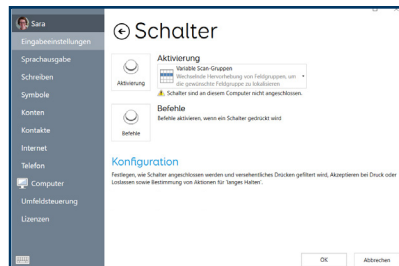 Sara
Eingabeeinstellungen
Sprachausgabe
Schreiben
Symbole
Konten
Kontakte
Internet
Telefon
Computer
Umfeldsteuerung
Lizenzen
Schalter
Aktivierung
Aktivierung
Variable Scan-Gruppen
Wechselnde Hervorhebung von Feldgruppen, um
die gewünschte Feldgruppe zu lokalisieren
Schalter sind an diesem Computer nicht angeschlossen.
Befehle
Befehle
Befehle aktivieren, wenn ein Schalter gedrückt wird
Konfiguration
Festlegen, wie Schalter angeschlossen werden und versehentliches Drücken gefiltert wird, Akzeptieren bei Druck oder
Loslassen sowie Bestimmung von Aktionen für 'langes Halten'.
OK
Abbrechen